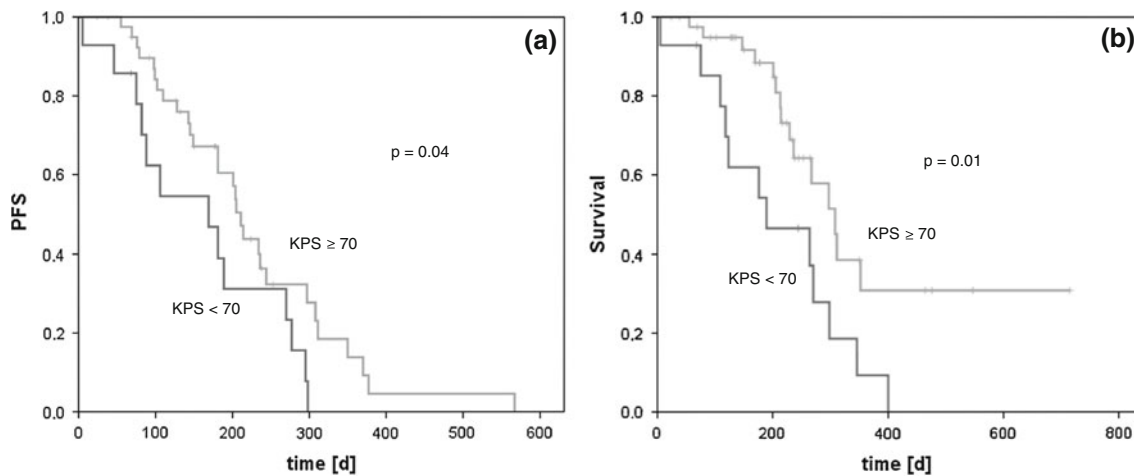 (a)
PFS
1.0
0.8
0.6
0.4
0.2
0.0
p = 0.04
KPS ≥ 70
KPS < 70
0 100 200 300 400 500 600
time [d]
(b)
Survival
1.0
0.8
0.6
0.4
0.2
0.0
p = 0.01
KPS ≥ 70
KPS < 70
0 200 400 600 800
time [d]